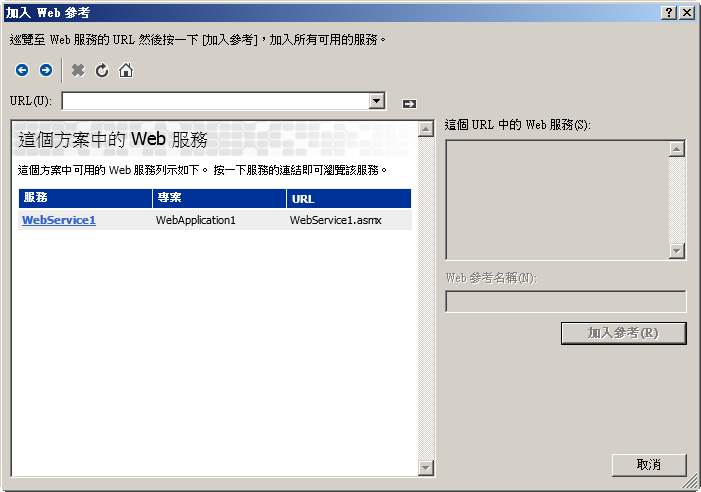 加入 Web 參考
巡覽至 Web 服務的 URL 然後按一下 [加入參考]，加入所有可用的服務。
URL(U):
這個方案中的 Web 服務
這個方案中可用的 Web 服務列示如下。 按一下服務的連結即可瀏覽該服務。
服務 專案 URL
WebService1 WebApplication1 WebService1.asmx
這個 URL 中的 Web 服務(S):
Web 參考名稱(N):
加入參考(R)
取消